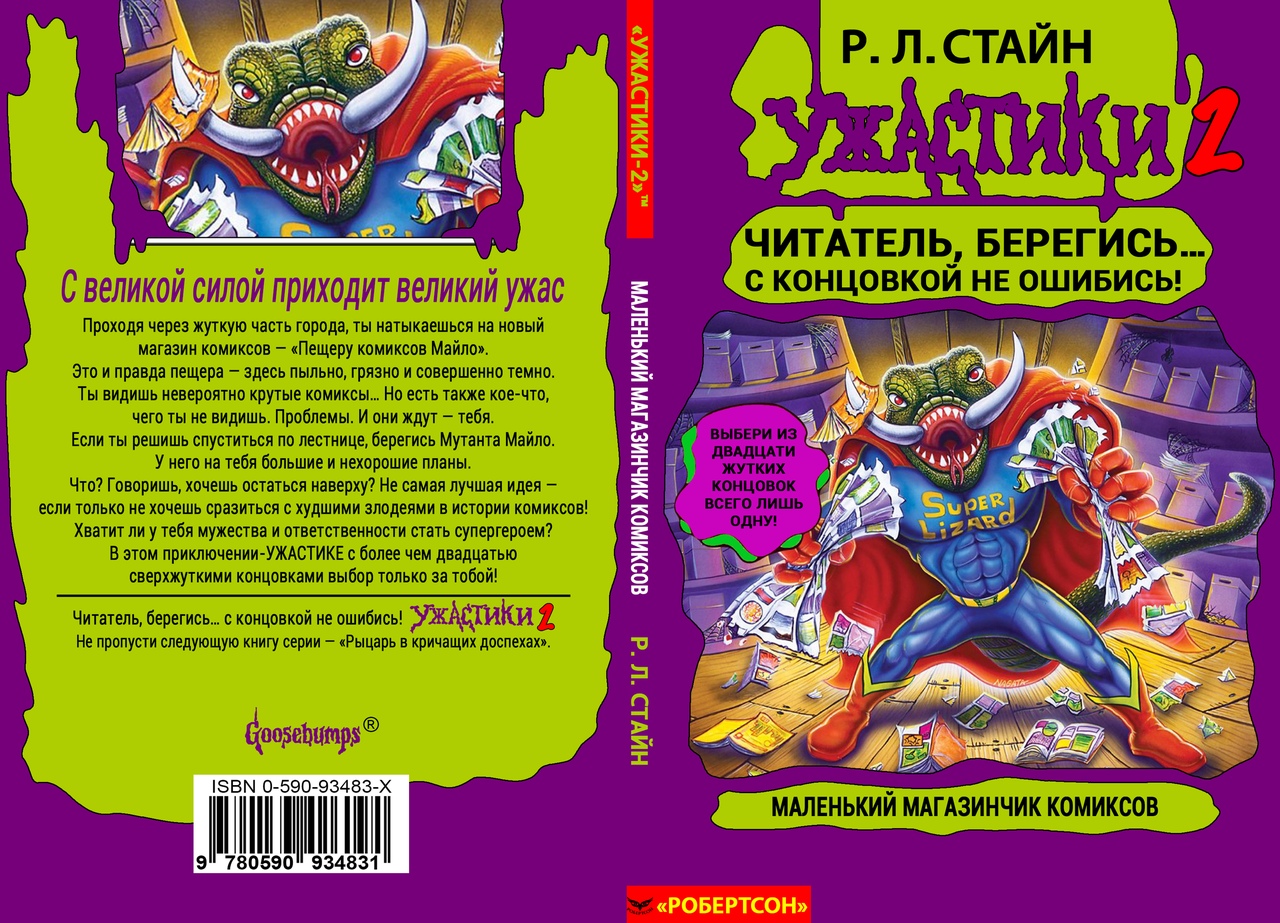 SUPER
С великой силой приходит великий ужас
Проходя через жуткую часть города, ты натыкаешься на новый
магазин комиксов — «Пещеру комиксов Майло».
Это и правда пещера — здесь пыльно, грязно и совершенно темно.
Ты видишь невероятно крутые комиксы... Но есть также кое-что,
чего ты не видишь. Проблемы. И они ждут — тебя.
Если ты решишь спуститься по лестнице, берегись Мутанта Майло.
У него на тебя большие и нехорошие планы.
Что? Говоришь, хочешь остаться наверху? Не самая лучшая идея —
если только не хочешь сразиться с худшими злодеями в истории комиксов!
Хватит ли у тебя мужества и ответственности стать супергероем?
В этом приключении-УЖАСТИКЕ с более чем двадцатью
сверхжуткими концовками выбор только за тобой!
Читатель, берегись... с концовкой не ошибись! УЖАСТИКИ 2
Не пропусти следующую книгу серии — «Рыцарь в кричащих доспехах».
Goosebumps®
ISBN 0-590-93483-X
9 780590 934831
«УЖАСТИКИ-2»™
МАЛЕНЬКИЙ МАГАЗИНЧИК КОМИКСОВ
Р. Л. СТАЙН
«РОБЕРТСОН»
Р. Л. СТАЙН
УЖАСТИКИ 2
ЧИТАТЕЛЬ, БЕРЕГИСЬ...
С КОНЦОВКОЙ НЕ ОШИБИСЬ!
ВЫБЕРИ ИЗ
ДВАДЦАТИ
ЖУТКИХ
КОНЦОВОК
ВСЕГО ЛИШЬ
ОДНУ!
SUPER
LIZARD
NAGATA
МАЛЕНЬКИЙ МАГАЗИНЧИК КОМИКСОВ